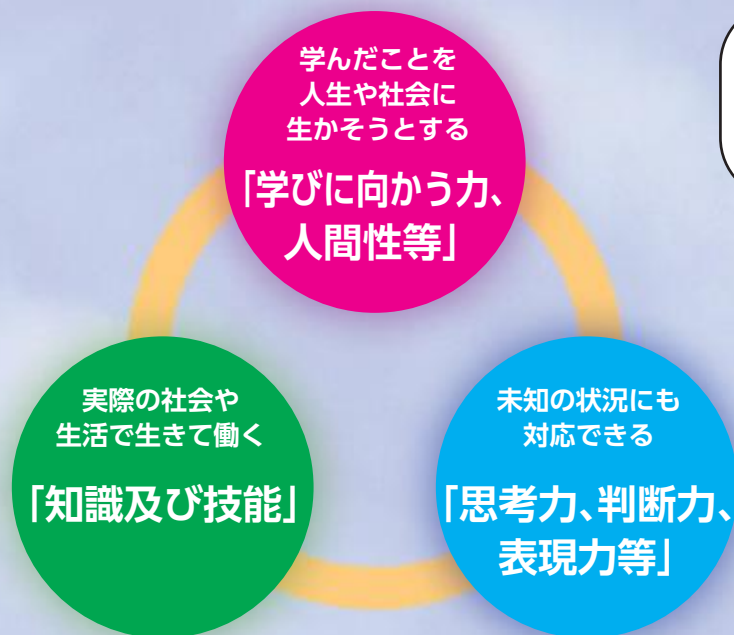 学んだことを
人生や社会に
生かそうとする
「学びに向かう力、
人間性等」
実際の社会や
生活で生きて働く
「知識及び技能」
未知の状況にも
対応できる
「思考力、判断力、
表現力等」